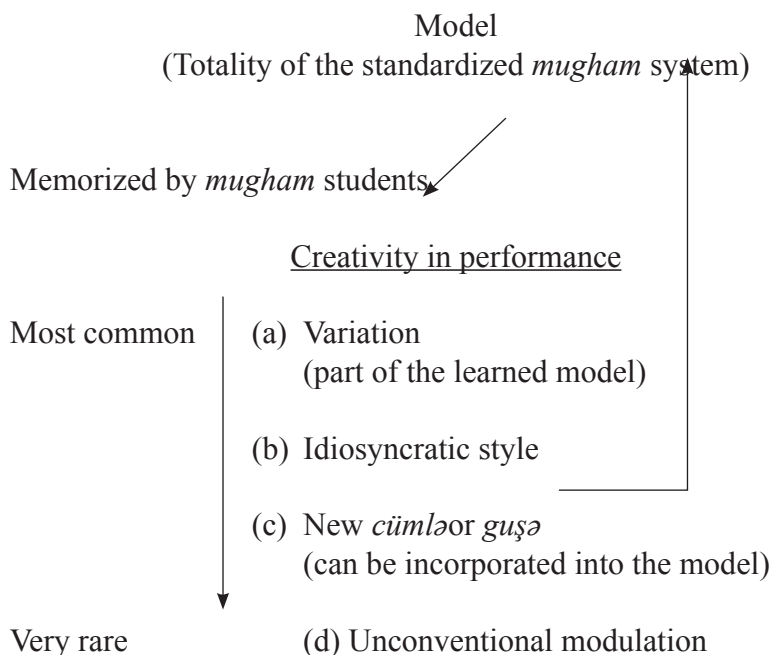 Model
(Totality of the standardized mugham system)
Memorized by mugham students
Creativity in performance
Most common (a) Variation
(part of the learned model)
(b) Idiosyncratic style
(c) New cümləor guşə
(can be incorporated into the model)
Very rare (d) Unconventional modulation